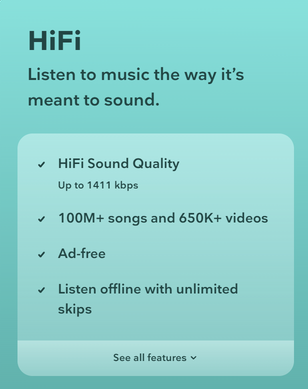 HiFi
Listen to music the way it's
meant to sound.
HiFi Sound Quality
Up to 1411 kbps
100M+ songs and 650K+ videos
Ad-free
Listen offline with unlimited
skips
See all features